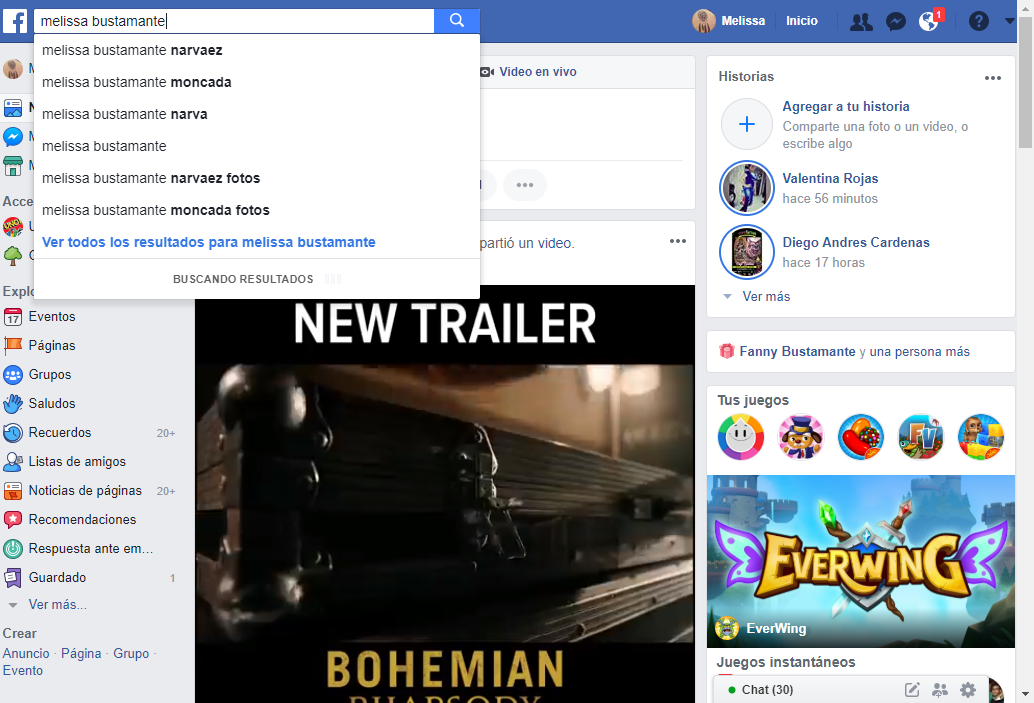 melissa bustamante
Melissa
Inicio
1
melissa bustamante narvaez
melissa bustamante moncada
melissa bustamante narva
melissa bustamante
melissa bustamante narvaez fotos
melissa bustamante moncada fotos
Ver todos los resultados para melissa bustamante
BUSCANDO RESULTADOS
Acce
Explo
17
Eventos
Páginas
Grupos
Saludos
Recuerdos 20+
Listas de amigos
Noticias de páginas 20+
Recomendaciones
Respuesta ante em...
Guardado 1
Ver más...
Crear
Anuncio · Página · Grupo ·
Evento
Video en vivo
partió un video.
NEW TRAILER
BOHEMIAN
RHAPSODY
Historias
Agregar a tu historia
Comparte una foto o un video, o
escribe algo
Valentina Rojas
hace 56 minutos
Diego Andres Cardenas
hace 17 horas
Ver más
Fanny Bustamante y una persona más
Tus juegos
FV
EVERWING
EverWing
Juegos instantáneos
Chat (30)